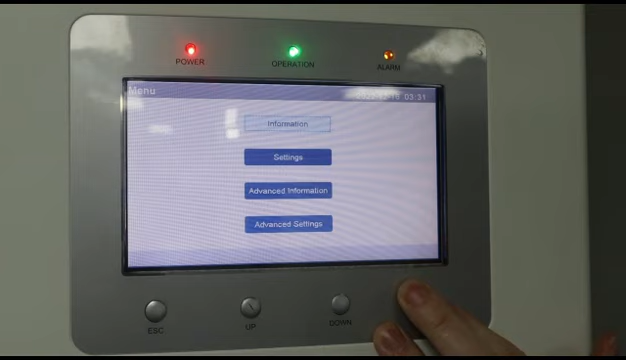 POWER
OPERATION
ALARM
Menu
03:31
Information
Settings
Advanced Information
Advanced Settings
ESC
UP
DOWN